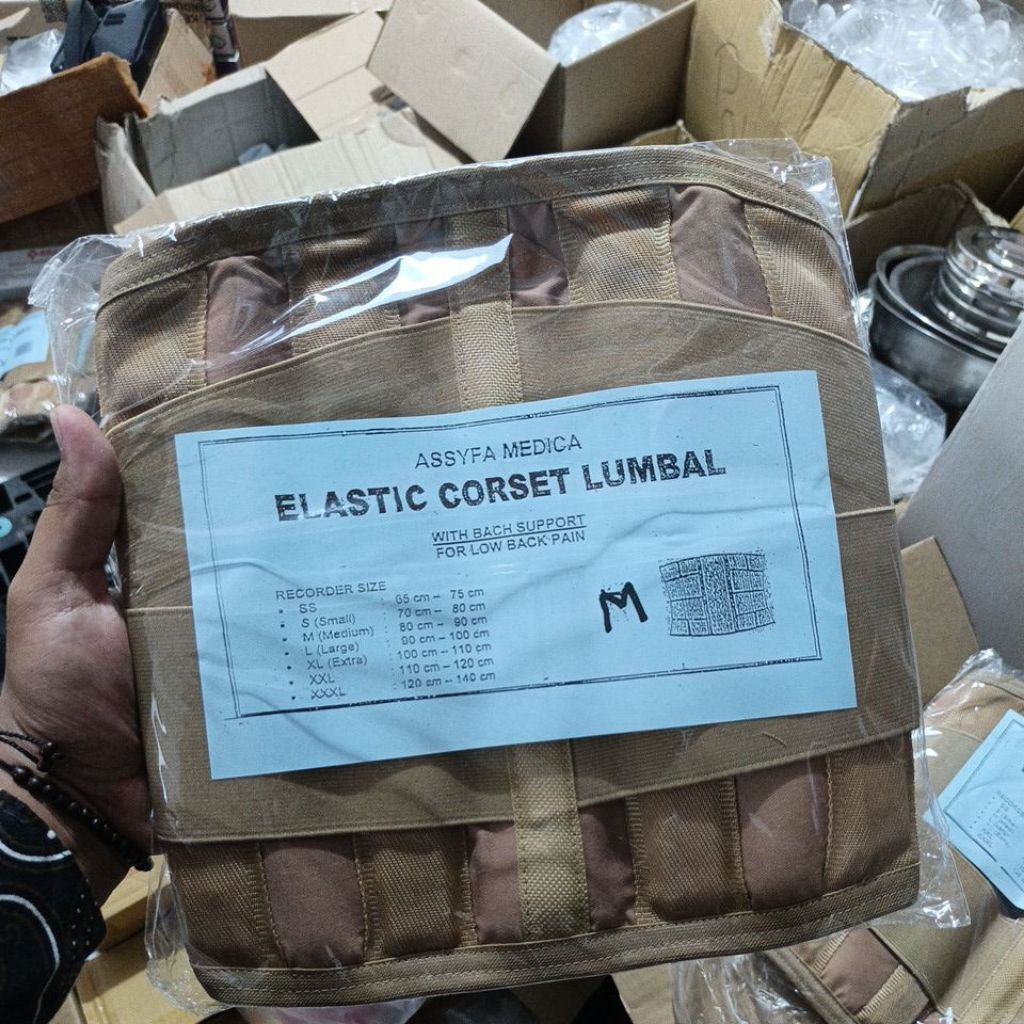 ASSYFA MEDICA
ELASTIC CORSET LUMBAL
WITH BACH SUPPORT
FOR LOW BACK PAIN
RECORDER SIZE
• SS : 65 cm – 75 cm
• S (Small) : 70 cm – 80 cm
• M (Medium) : 80 cm – 90 cm
• L (Large) : 90 cm – 100 cm
• XL (Extra) : 100 cm – 110 cm
• XXL : 110 cm – 120 cm
• XXXL : 120 cm – 140 cm
M
RECORDER
SS